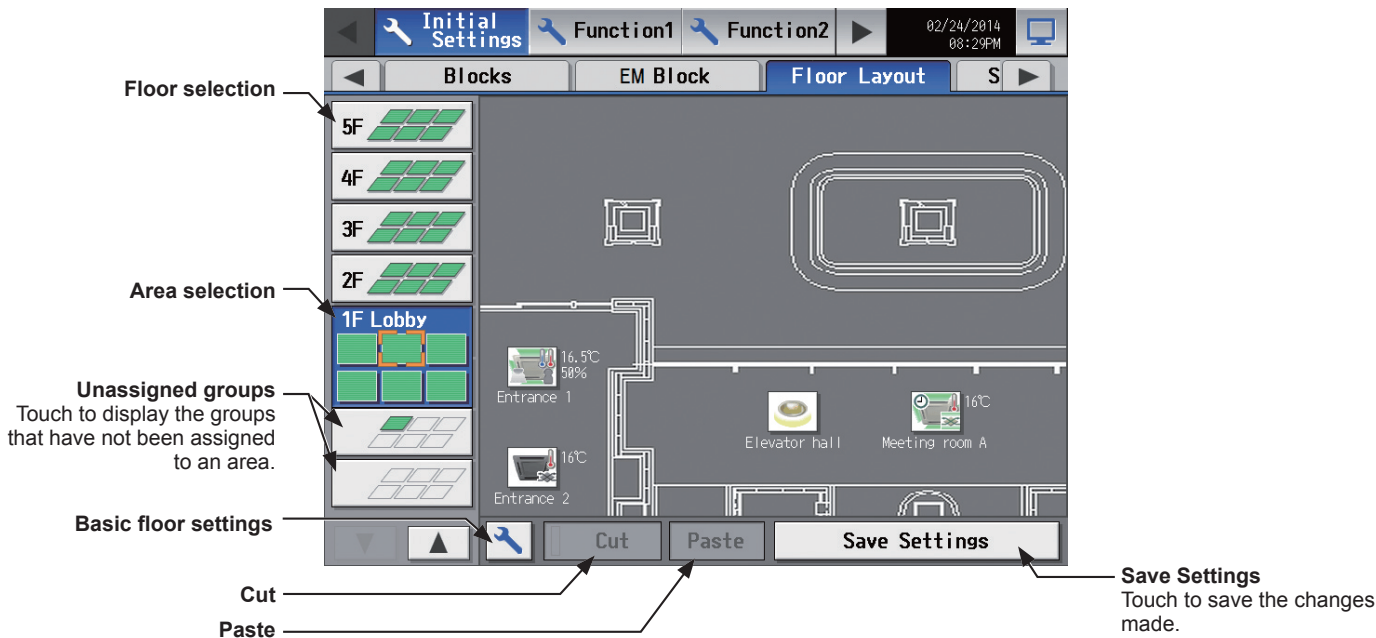 Initial
Settings
Function1
Function2
02/24/2014
08:29PM
Blocks
EM Block
Floor Layout
S
Floor selection
5F
4F
3F
2F
Area selection
1F Lobby
16.5℃
50%
Entrance 1
Unassigned groups
Touch to display the groups
that have not been assigned
to an area.
16℃
Elevator hall
Meeting room A
16℃
Entrance 2
Basic floor settings
Cut
Paste
Save Settings
Cut
Paste
Save Settings
Touch to save the changes
made.